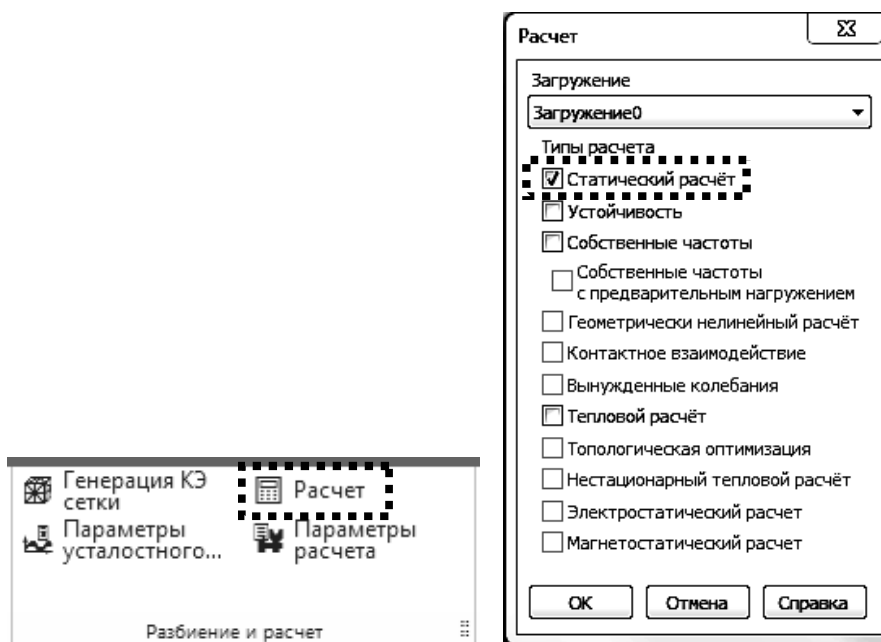 Генерация КЭ
сетки
Расчет
Параметры
усталостного...
Параметры
расчета
Разбиение и расчет
Расчет
Загружение
Загружение0
Типы расчета
Статический расчёт
Устойчивость
Собственные частоты
Собственные частоты
с предварительным нагружением
Геометрически нелинейный расчёт
Контактное взаимодействие
Вынужденные колебания
Тепловой расчёт
Топологическая оптимизация
Нестационарный тепловой расчёт
Электростатический расчет
Магнетостатический расчет
ОК Отмена Справка